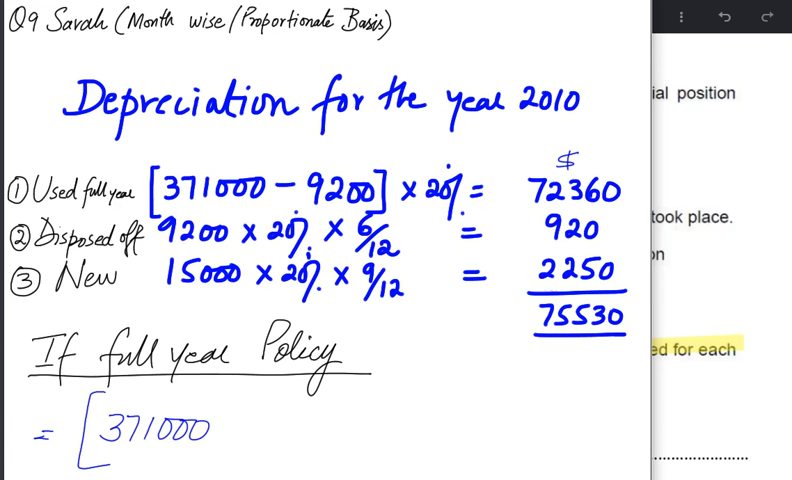 Q9 Sarah (Month wise/Proportionate Basis)
Depreciation for the year 2010
$
① Used full year [371000 - 9200] × 20% = 72360
② Disposed off 9200 × 20% × 6/12 = 920
③ New 15000 × 20% × 9/12 = 2250
75530
If full year Policy
= [371000
ial position
took place.
on
ed for each